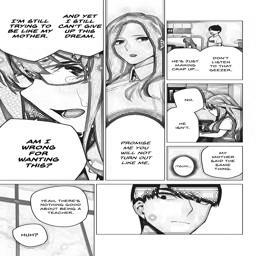 DON'T
LISTEN
TO THAT
GEEZER.
HE'S JUST
MAKING
CRAP UP...
NO.
HE
ISN'T.
MY
MOTHER
SAID THE
SAME
THING.
PROMISE
ME YOU
WILL NOT
TURN OUT
LIKE ME.
AND YET
I STILL
CAN'T GIVE
UP THIS
DREAM.
I'M STILL
TRYING TO
BE LIKE MY
MOTHER.
AM I
WRONG
FOR
WANTING
THIS?
YEAH, THERE'S
NOTHING GOOD
ABOUT BEING A
TEACHER.
HUH?